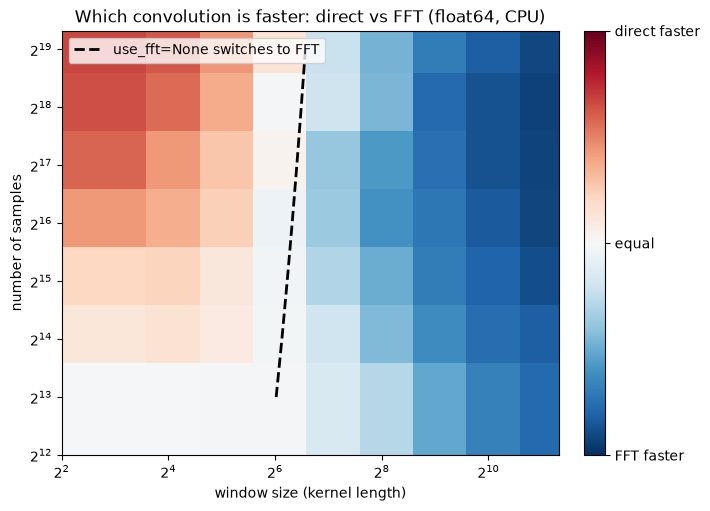 Which convolution is faster: direct vs FFT (float64, CPU)
use_fft=None switches to FFT
number of samples
2^19
2^18
2^17
2^16
2^15
2^14
2^13
2^12
2^2
2^4
2^6
2^8
2^10
window size (kernel length)
direct faster
equal
FFT faster